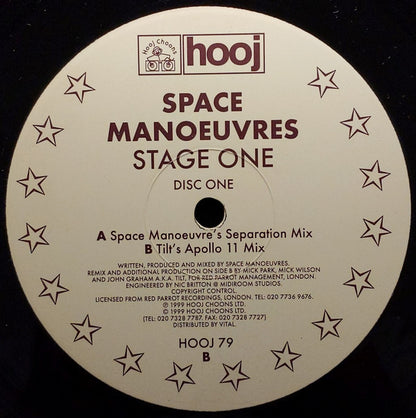 Hooj Choons
hooj
SPACE
MANOEUVRES
STAGE ONE
DISC ONE
A Space Manoeuvre's Separation Mix
B Tilt's Apollo 11 Mix
WRITTEN, PRODUCED AND MIXED BY SPACE MANOEUVRES.
REMIX AND ADDITIONAL PRODUCTION ON SIDE B BY MICK PARK, MICK WILSON
AND JOHN GRAHAM A.K.A. TILT, FOR RED PARROT MANAGEMENT, LONDON.
ENGINEERED BY NIC BRITTON @ MIDIROOM STUDIOS.
COPYRIGHT CONTROL.
LICENSED FROM RED PARROT RECORDINGS, LONDON. TEL: 020 7736 9676.
℗ 1999 HOOJ CHOONS LTD.
© 1999 HOOJ CHOONS LTD.
(TEL: 020 7328 7787. FAX: 020 7328 7727)
DISTRIBUTED BY VITAL.
HOOJ 79
B